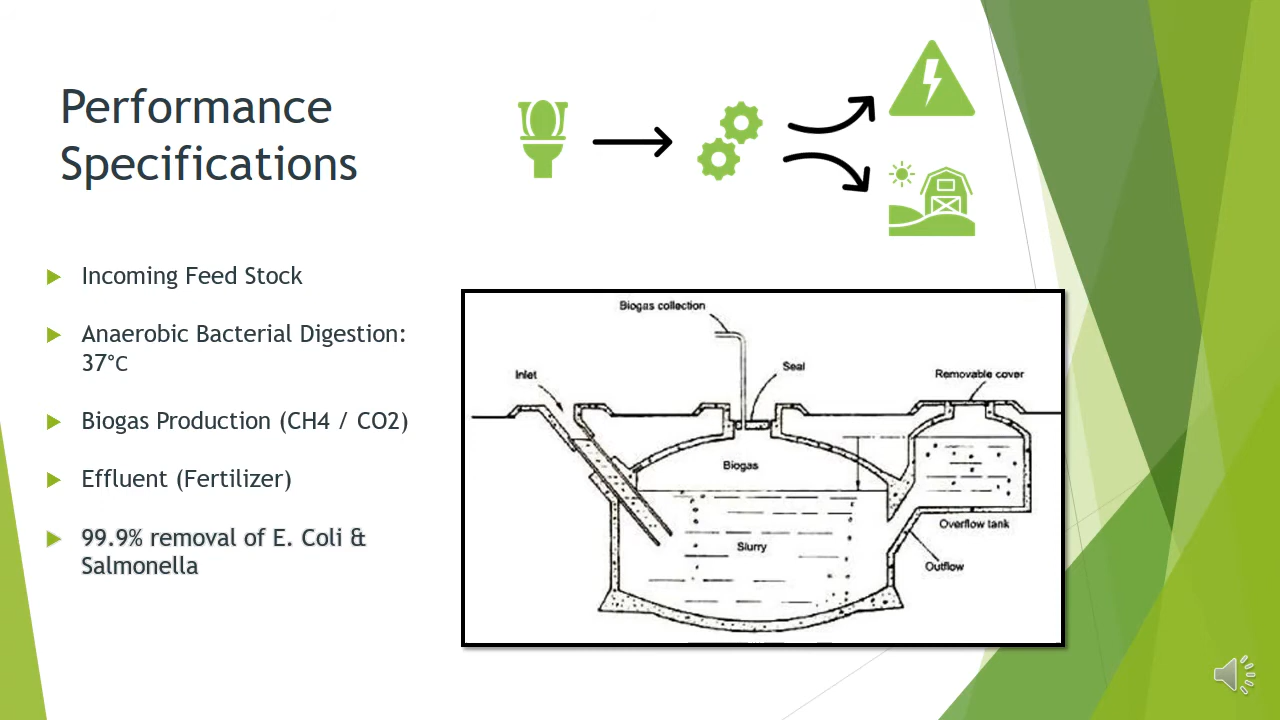 Performance
Specifications
Incoming Feed Stock
Anaerobic Bacterial Digestion:
37°C
Biogas Production (CH4 / CO2)
Effluent (Fertilizer)
99.9% removal of E. Coli &
Salmonella
Biogas collection
Inlet
Seal
Removable cover
Biogas
Slurry
Overflow tank
Outflow